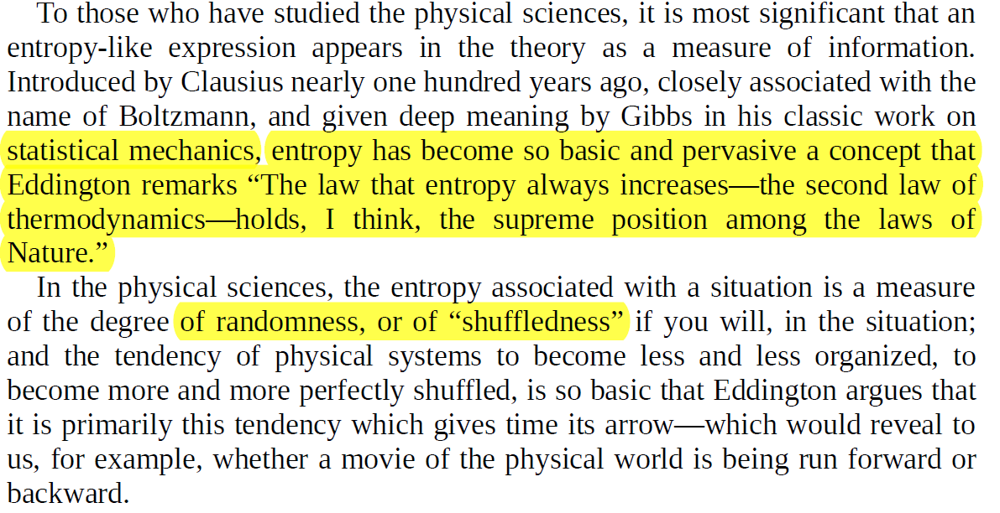 To those who have studied the physical sciences, it is most significant that an
entropy-like expression appears in the theory as a measure of information.
Introduced by Clausius nearly one hundred years ago, closely associated with the
name of Boltzmann, and given deep meaning by Gibbs in his classic work on
statistical mechanics, entropy has become so basic and pervasive a concept that
Eddington remarks “The law that entropy always increases—the second law of
thermodynamics—holds, I think, the supreme position among the laws of
Nature.”
In the physical sciences, the entropy associated with a situation is a measure
of the degree of randomness, or of “shuffledness” if you will, in the situation;
and the tendency of physical systems to become less and less organized, to
become more and more perfectly shuffled, is so basic that Eddington argues that
it is primarily this tendency which gives time its arrow—which would reveal to
us, for example, whether a movie of the physical world is being run forward or
backward.